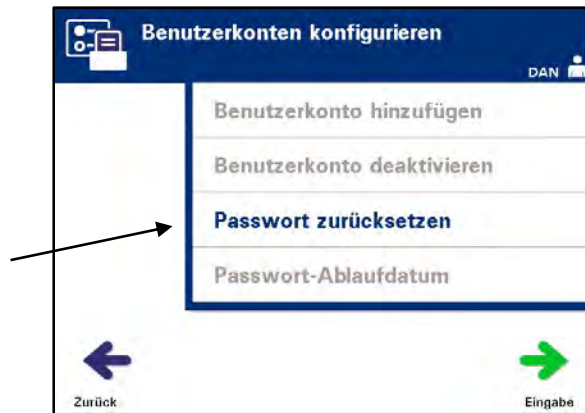 Benutzerkonten konfigurieren
DAN
Benutzerkonto hinzufügen
Benutzerkonto deaktivieren
Passwort zurücksetzen
Passwort-Ablaufdatum
Zurück
Eingabe